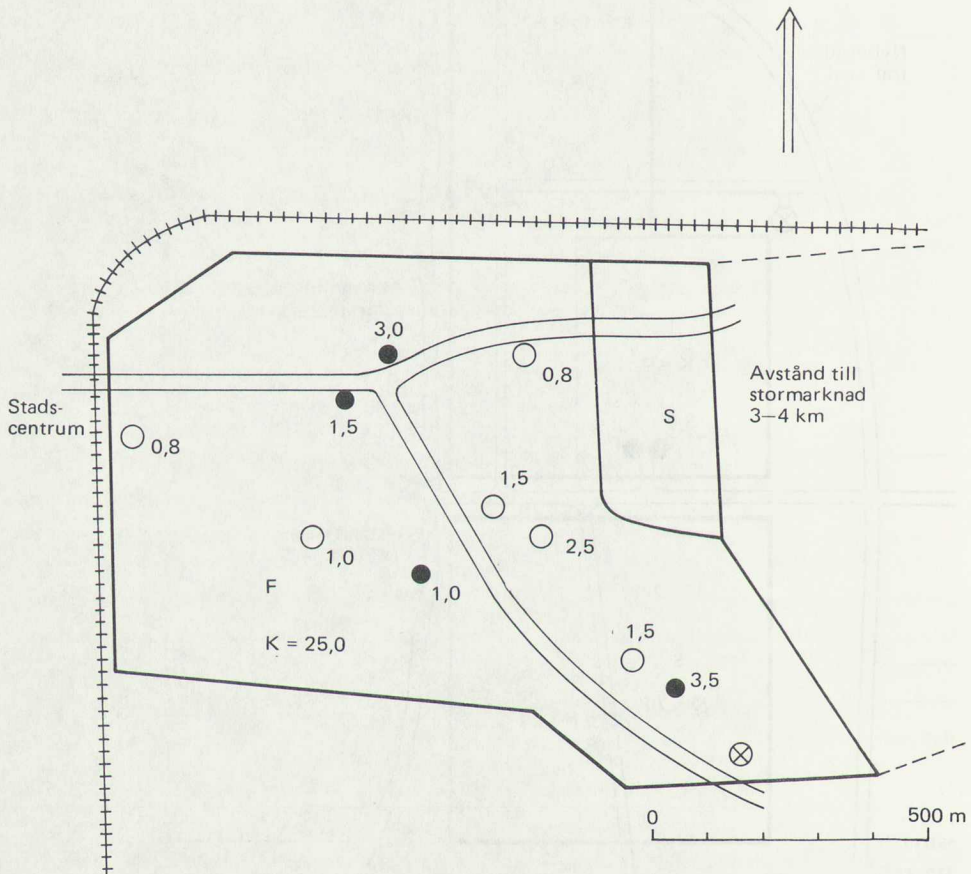 3,0
0,8
Stads-
centrum
1,5
0,8
S
Avstånd till
stormarknad
3–4 km
1,5
2,5
1,0
F
1,0
K = 25,0
1,5
3,5
0
500 m